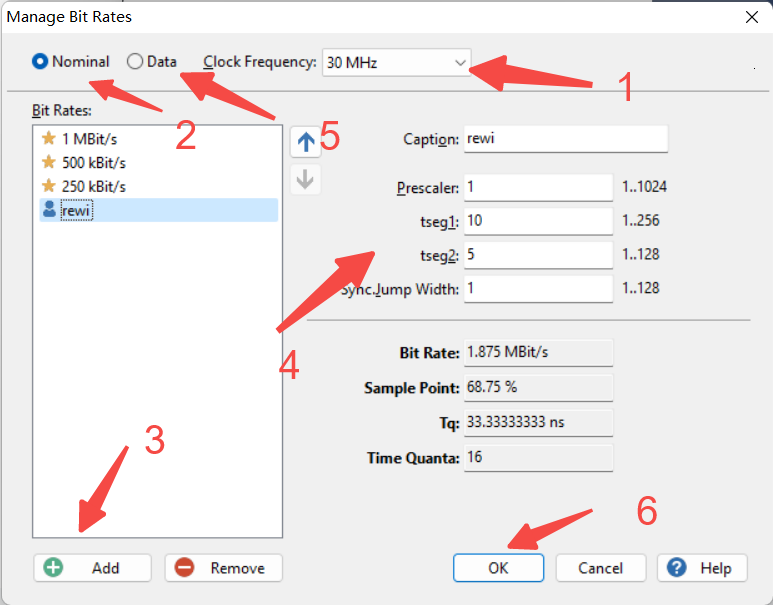 Manage Bit Rates
Nominal Data Clock Frequency: 30 MHz
1
2
5
Bit Rates:
1 MBit/s
500 kBit/s
250 kBit/s
rewi
Caption: rewi
Prescaler: 1 1..1024
tseg1: 10 1..256
tseg2: 5 1..128
Sync.Jump Width: 1 1..128
4
Bit Rate: 1.875 MBit/s
Sample Point: 68.75 %
Tq: 33.33333333 ns
Time Quanta: 16
3
6
Add Remove OK Cancel Help